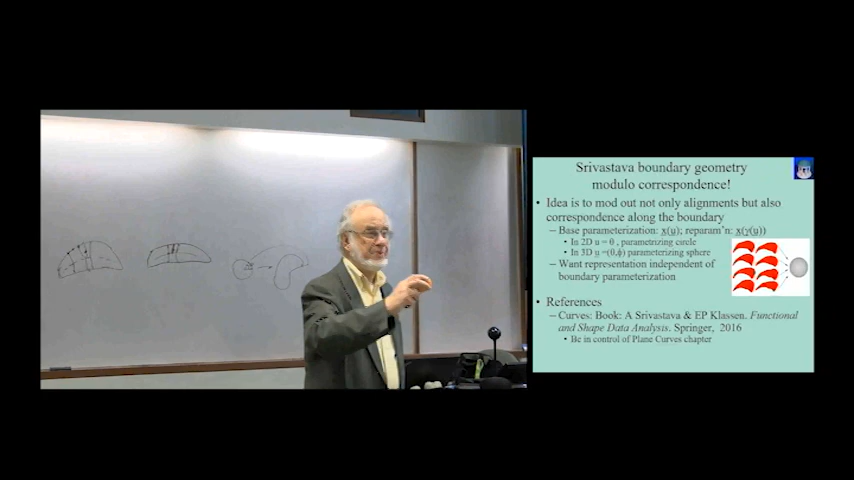 Srivastava boundary geometry
modulo correspondence!
• Idea is to mod out not only alignments but also
correspondence along the boundary
– Base parameterization: x(u); reparam'n: x(γ(u))
• In 2D u = θ , parametrizing circle
• In 3D u =(θ,ϕ) parameterizing sphere
– Want representation independent of
boundary parameterization
• References
– Curves: Book: A Srivastava & EP Klassen. Functional
and Shape Data Analysis. Springer, 2016
• Be in control of Plane Curves chapter